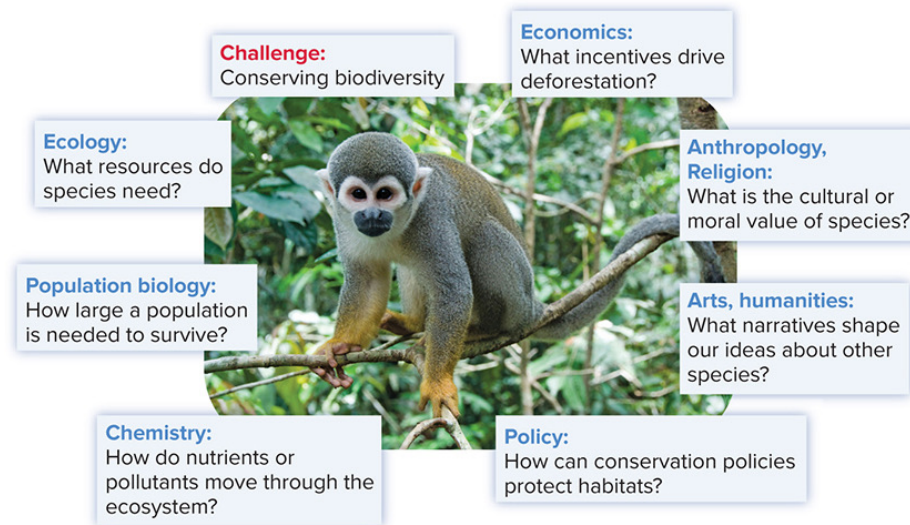 Challenge:
Conserving biodiversity
Economics:
What incentives drive
deforestation?
Ecology:
What resources do
species need?
Anthropology,
Religion:
What is the cultural or
moral value of species?
Population biology:
How large a population
is needed to survive?
Arts, humanities:
What narratives shape
our ideas about other
species?
Chemistry:
How do nutrients or
pollutants move through the
ecosystem?
Policy:
How can conservation policies
protect habitats?